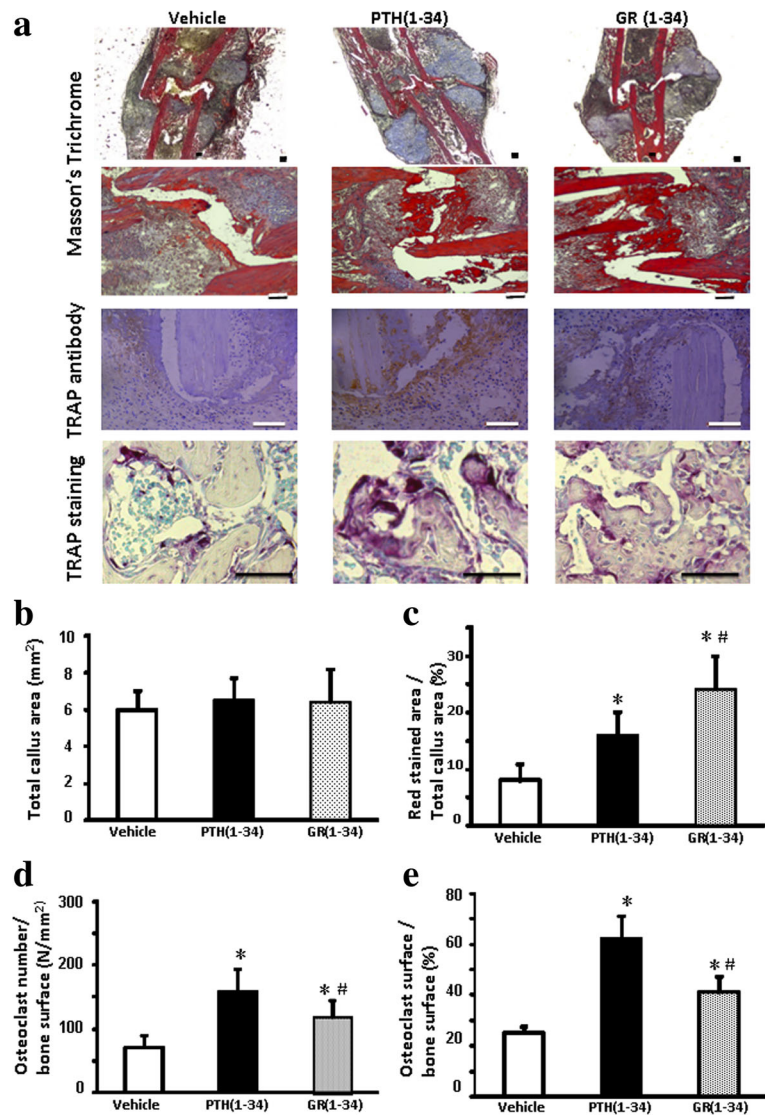 a
Vehicle
PTH(1-34)
GR (1-34)
Masson's Trichrome
TRAP antibody
TRAP staining
b
Total callus area (mm²)
10
8
6
4
2
0
Vehicle
PTH(1-34)
GR(1-34)
c
Red stained area /
Total callus area (%)
30
20
10
0
*
* #
Vehicle
PTH(1-34)
GR(1-34)
d
Osteoclast number/
bone surface (N/mm²)
300
200
100
0
*
* #
Vehicle
PTH(1-34)
GR(1-34)
e
Osteoclast surface /
bone surface (%)
80
60
40
20
0
*
* #
Vehicle
PTH(1-34)
GR(1-34)